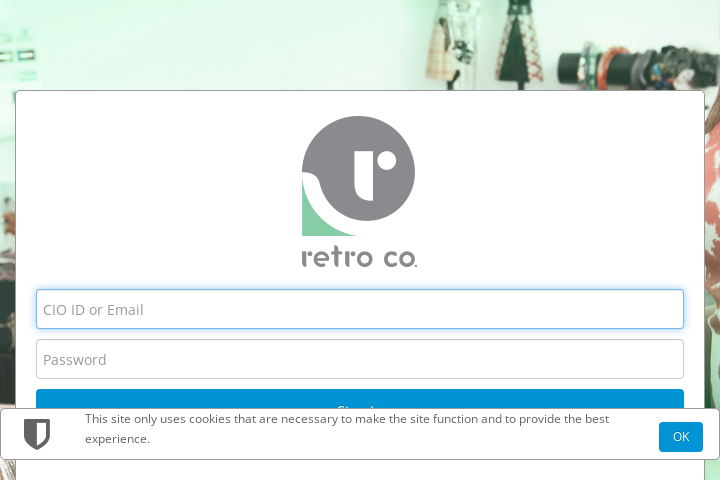 retro co.
CIO ID or Email
Password
This site only uses cookies that are necessary to make the site function and to provide the best
experience.
OK